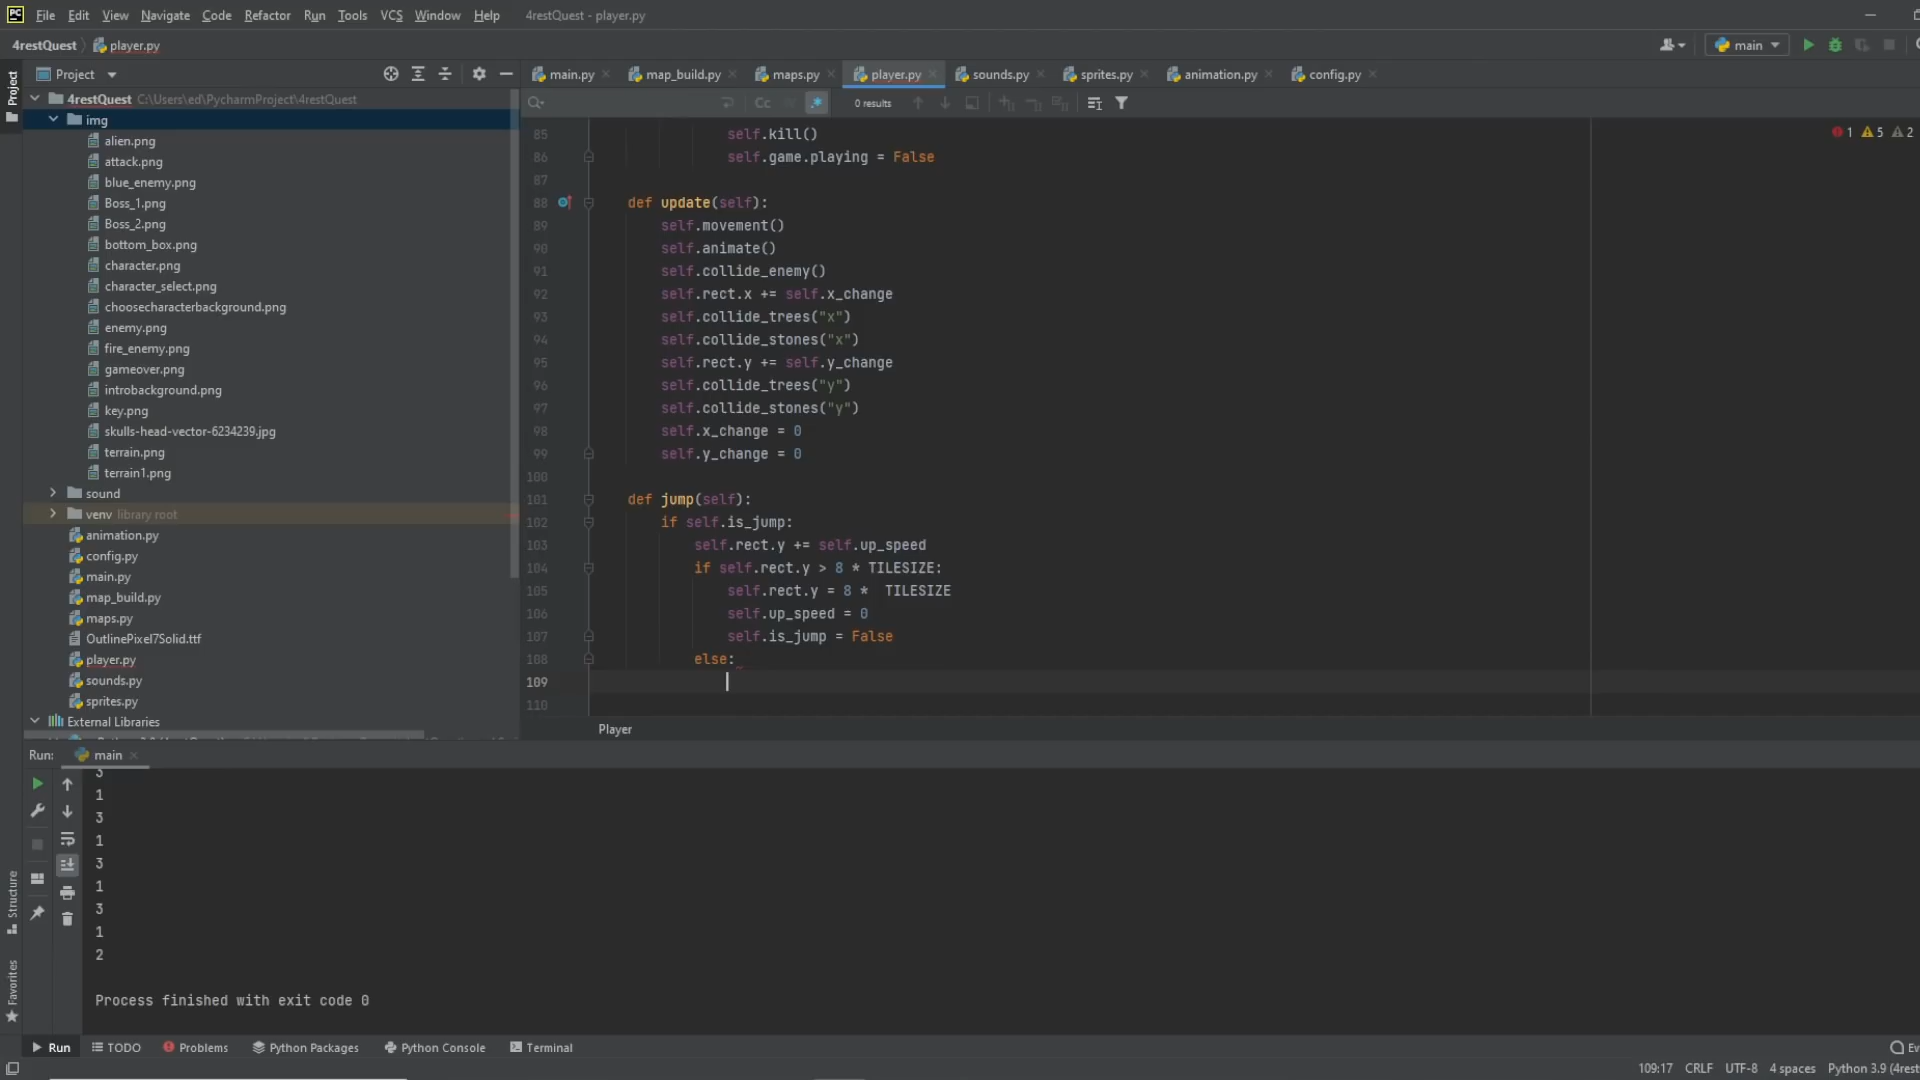 File Edit View Navigate Code Refactor Run Tools VCS Window Help 4restQuest - player.py
4restQuest player.py main
Project
Project
main.py map_build.py maps.py player.py sounds.py sprites.py animation.py config.py
4restQuest C:\Users\ed\PycharmProject\4restQuest
Cc .* 0 results
img
alien.png
attack.png
blue_enemy.png
Boss_1.png
Boss_2.png
bottom_box.png
character.png
character_select.png
choosecharacterbackground.png
enemy.png
fire_enemy.png
gameover.png
introbackground.png
key.png
skulls-head-vector-6234239.jpg
terrain.png
terrain1.png
sound
venv library root
animation.py
config.py
main.py
map_build.py
maps.py
OutlinePixel7Solid.ttf
player.py
sounds.py
sprites.py
External Libraries
1 5 2
85 self.kill()
86 self.game.playing = False
87
88 def update(self):
89 self.movement()
90 self.animate()
91 self.collide_enemy()
92 self.rect.x += self.x_change
93 self.collide_trees("x")
94 self.collide_stones("x")
95 self.rect.y += self.y_change
96 self.collide_trees("y")
97 self.collide_stones("y")
98 self.x_change = 0
99 self.y_change = 0
100
101 def jump(self):
102 if self.is_jump:
103 self.rect.y += self.up_speed
104 if self.rect.y > 8 * TILESIZE:
105 self.rect.y = 8 *  TILESIZE
106 self.up_speed = 0
107 self.is_jump = False
108 else:
109
110
Player
Run: main
3
1
3
1
3
1
3
1
2
Process finished with exit code 0
Structure
Favorites
Run TODO Problems Python Packages Python Console Terminal Ev
109:17 CRLF UTF-8 4 spaces Python 3.9 (4rest